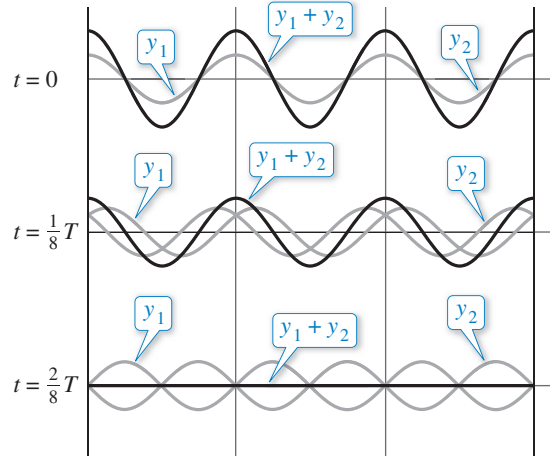 y₁ + y₂
y₁
y₂
t = 0
y₁
y₁ + y₂
y₂
t = 1/8 T
y₁
y₁ + y₂
y₂
t = 2/8 T